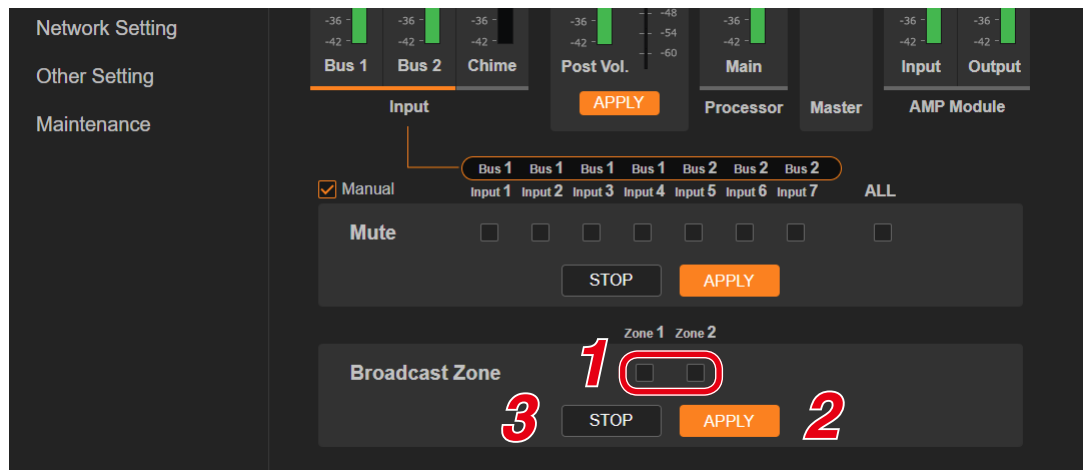 Network Setting
Other Setting
Maintenance
-36 -36 -36 -36 -48 -36 -36 -36
-42 -42 -42 -42 -54 -42 -42 -42
-60
Bus 1 Bus 2 Chime Post Vol. Main Input Output
APPLY
Input Processor Master AMP Module
Bus 1 Bus 1 Bus 1 Bus 1 Bus 2 Bus 2 Bus 2
Manual Input 1 Input 2 Input 3 Input 4 Input 5 Input 6 Input 7 ALL
Mute
STOP APPLY
Zone 1 Zone 2
Broadcast Zone 1
3 STOP APPLY 2